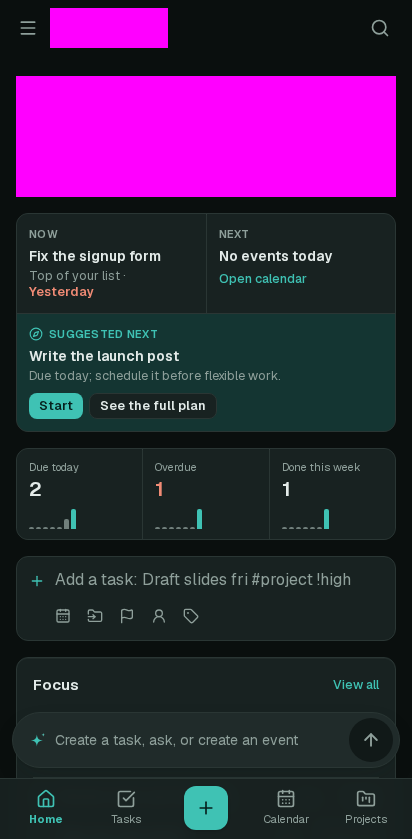 NOW
Fix the signup form
Top of your list ·
Yesterday
NEXT
No events today
Open calendar
SUGGESTED NEXT
Write the launch post
Due today; schedule it before flexible work.
Start
See the full plan
Due today
2
Overdue
1
Done this week
1
Add a task: Draft slides fri #project !high
Focus
View all
Create a task, ask, or create an event
Home
Tasks
Calendar
Projects